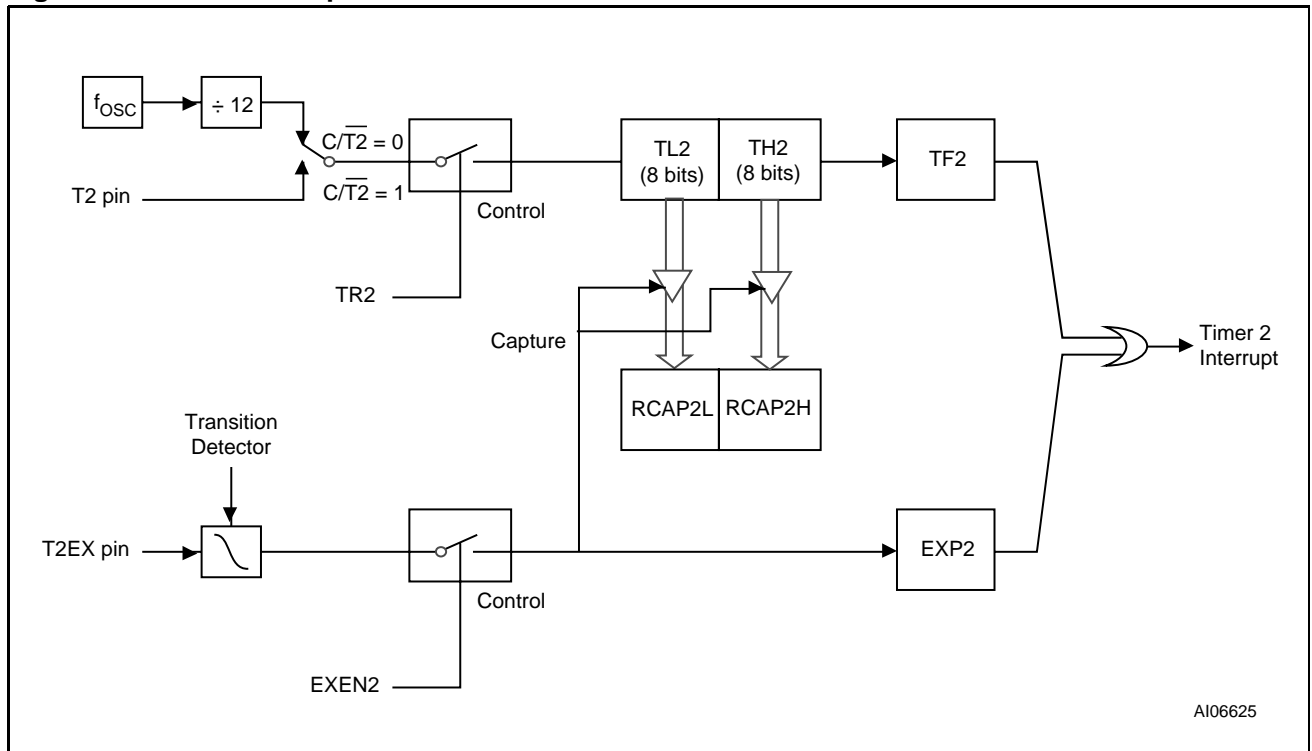 fOSC
÷ 12
C/T2 = 0
C/T2 = 1
T2 pin
Control
TR2
TL2
(8 bits)
TH2
(8 bits)
TF2
Capture
RCAP2L
RCAP2H
Timer 2
Interrupt
Transition
Detector
T2EX pin
Control
EXP2
EXEN2
AI06625